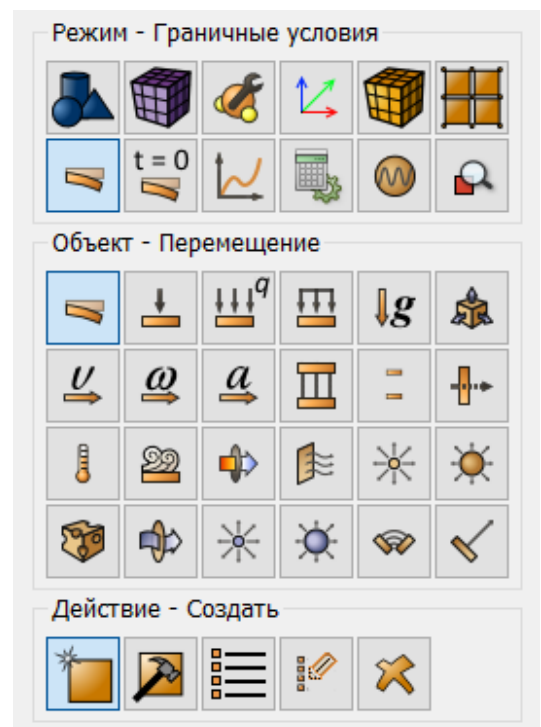 Режим - Граничные условия
t = 0
Объект - Перемещение
q
g
υ ω a
Действие - Создать